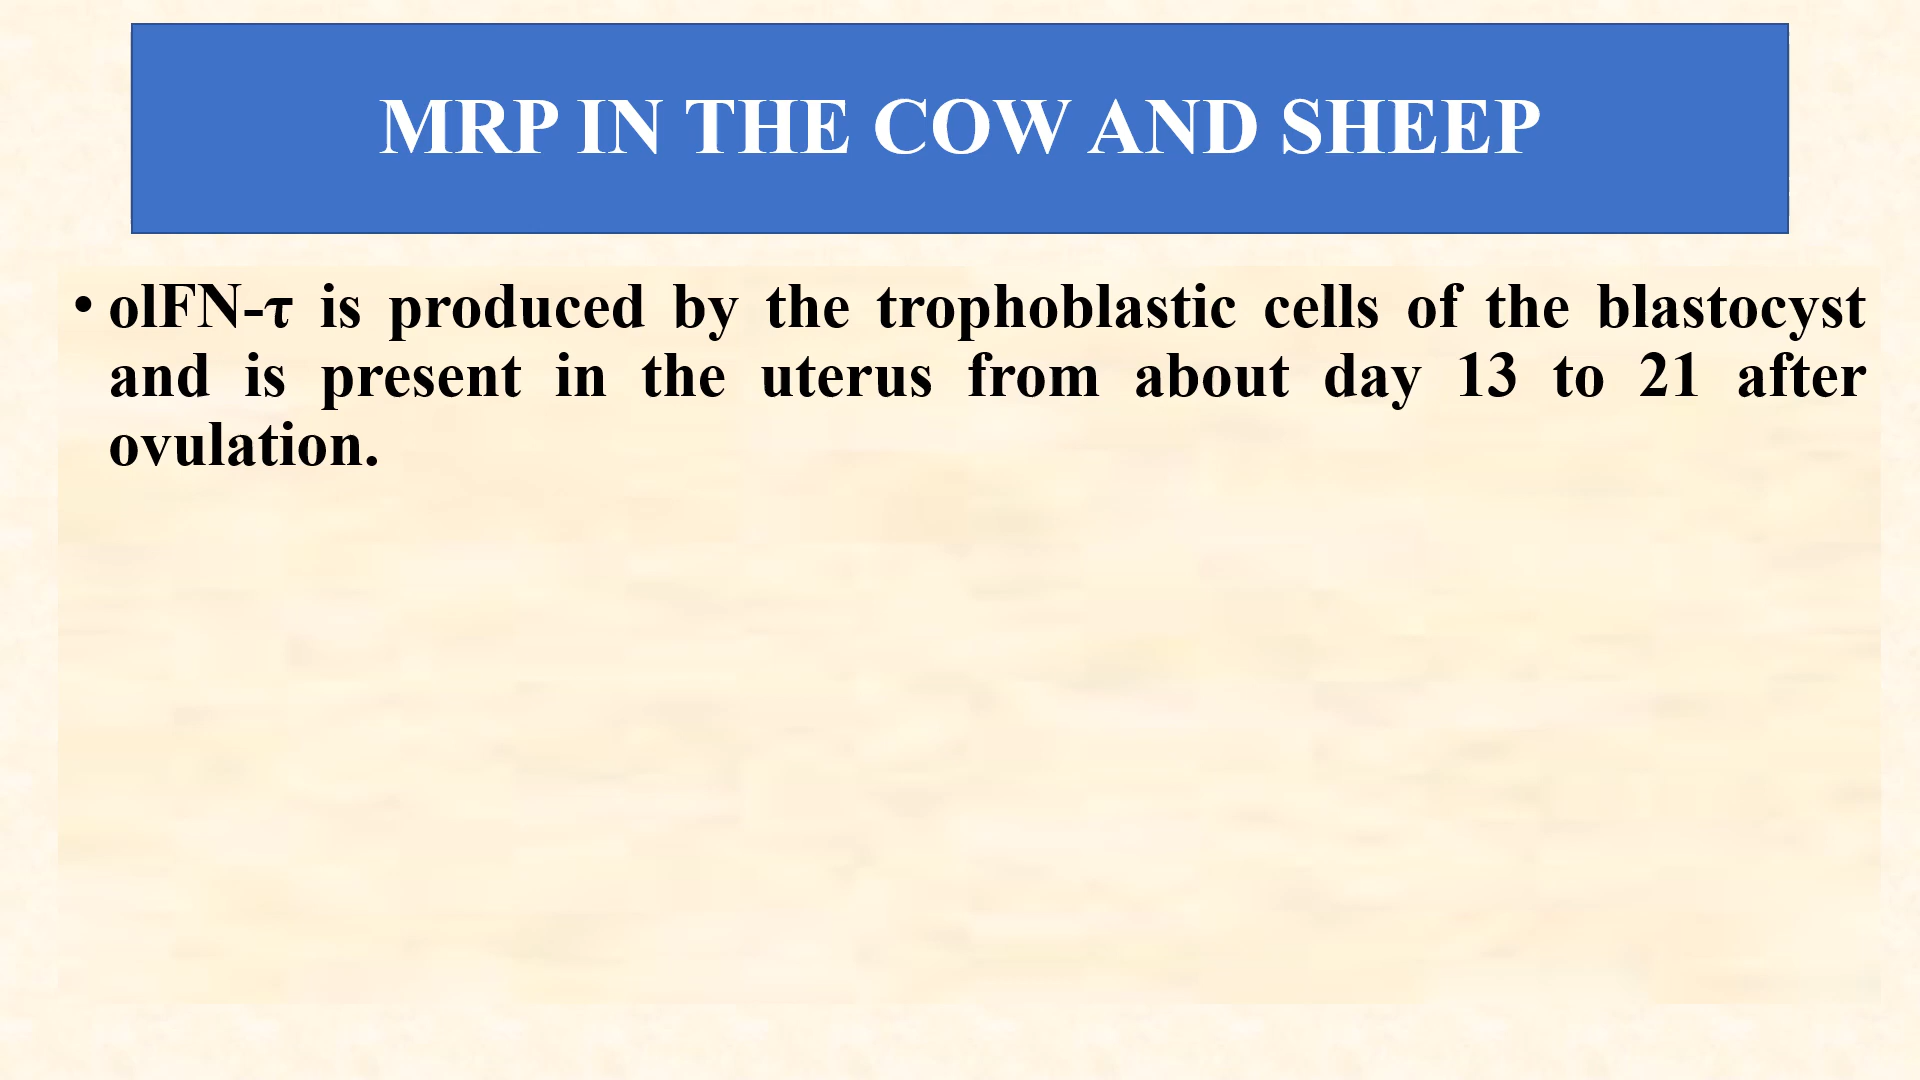 MRP IN THE COW AND SHEEP
• olFN-τ is produced by the trophoblastic cells of the blastocyst
and is present in the uterus from about day 13 to 21 after
ovulation.